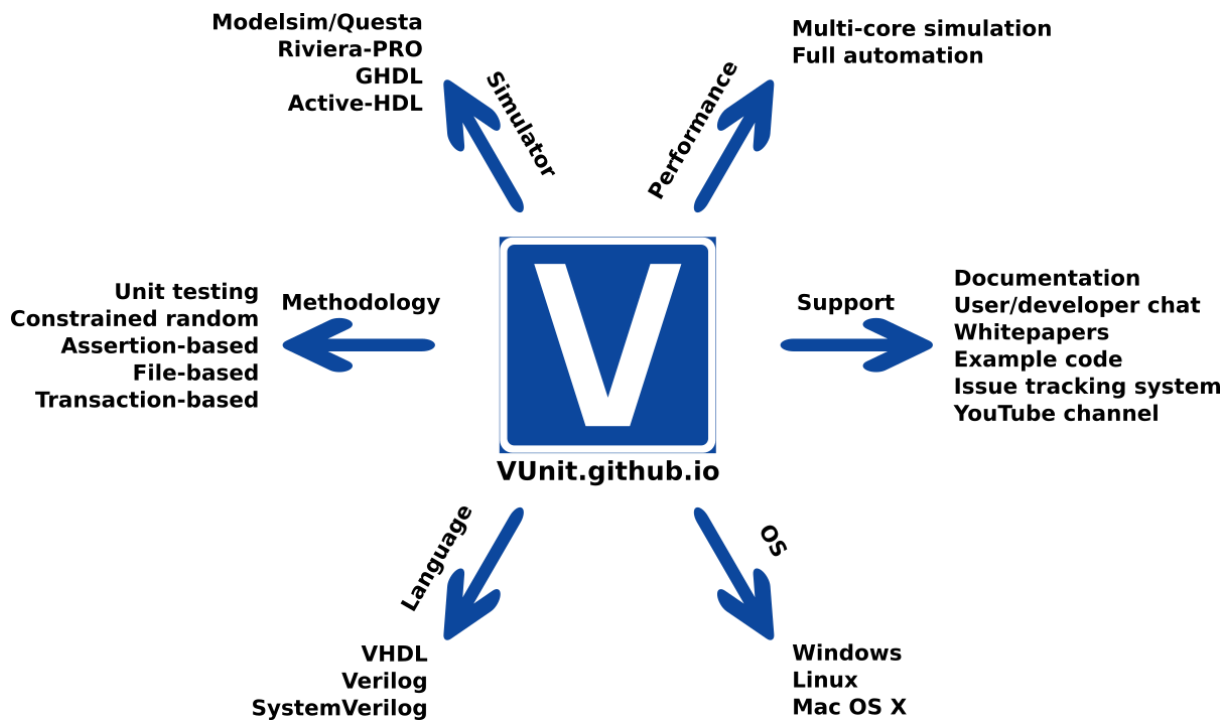 Modelsim/Questa
Riviera-PRO
GHDL
Active-HDL
Simulator
Performance
Multi-core simulation
Full automation
Unit testing
Constrained random
Assertion-based
File-based
Transaction-based
Methodology
V
VUnit.github.io
Support
Documentation
User/developer chat
Whitepapers
Example code
Issue tracking system
YouTube channel
Language
VHDL
Verilog
SystemVerilog
OS
Windows
Linux
Mac OS X